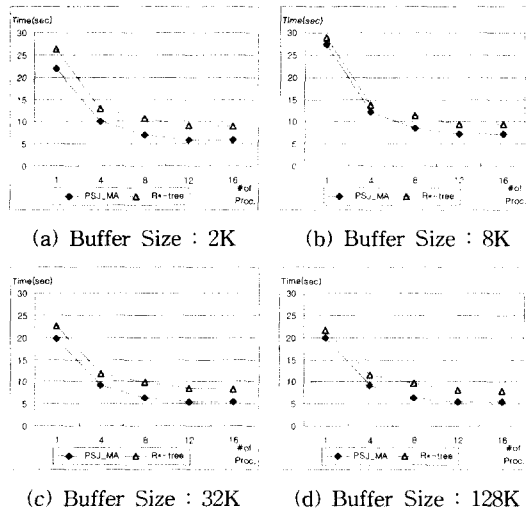 Time(sec)
30
25
20
15
10
5
0
1 4 8 12 16 #of
Proc.
PSJ_MA R*-tree
(a) Buffer Size : 2K
Time(sec)
30
25
20
15
10
5
0
1 4 8 12 16 #of
Proc.
PSJ_MA R*-tree
(b) Buffer Size : 8K
Time(sec)
30
25
20
15
10
5
0
1 4 8 12 16 #of
Proc.
PSJ_MA R*-tree
(c) Buffer Size : 32K
Time(sec)
30
25
20
15
10
5
0
1 4 8 12 16 #of
Proc.
PSJ_MA R*-tree
(d) Buffer Size : 128K